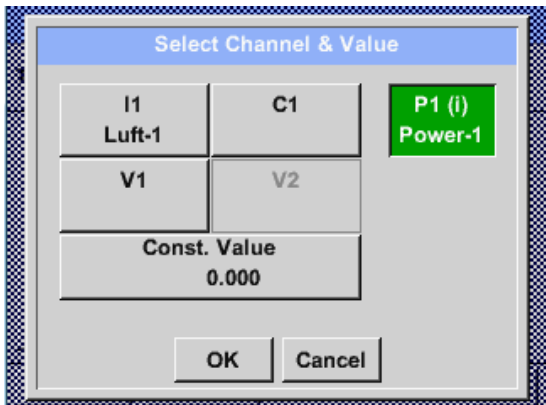 Select Channel & Value
I1
Luft-1
C1
P1 (i)
Power-1
V1
V2
Const. Value
0.000
OK
Cancel